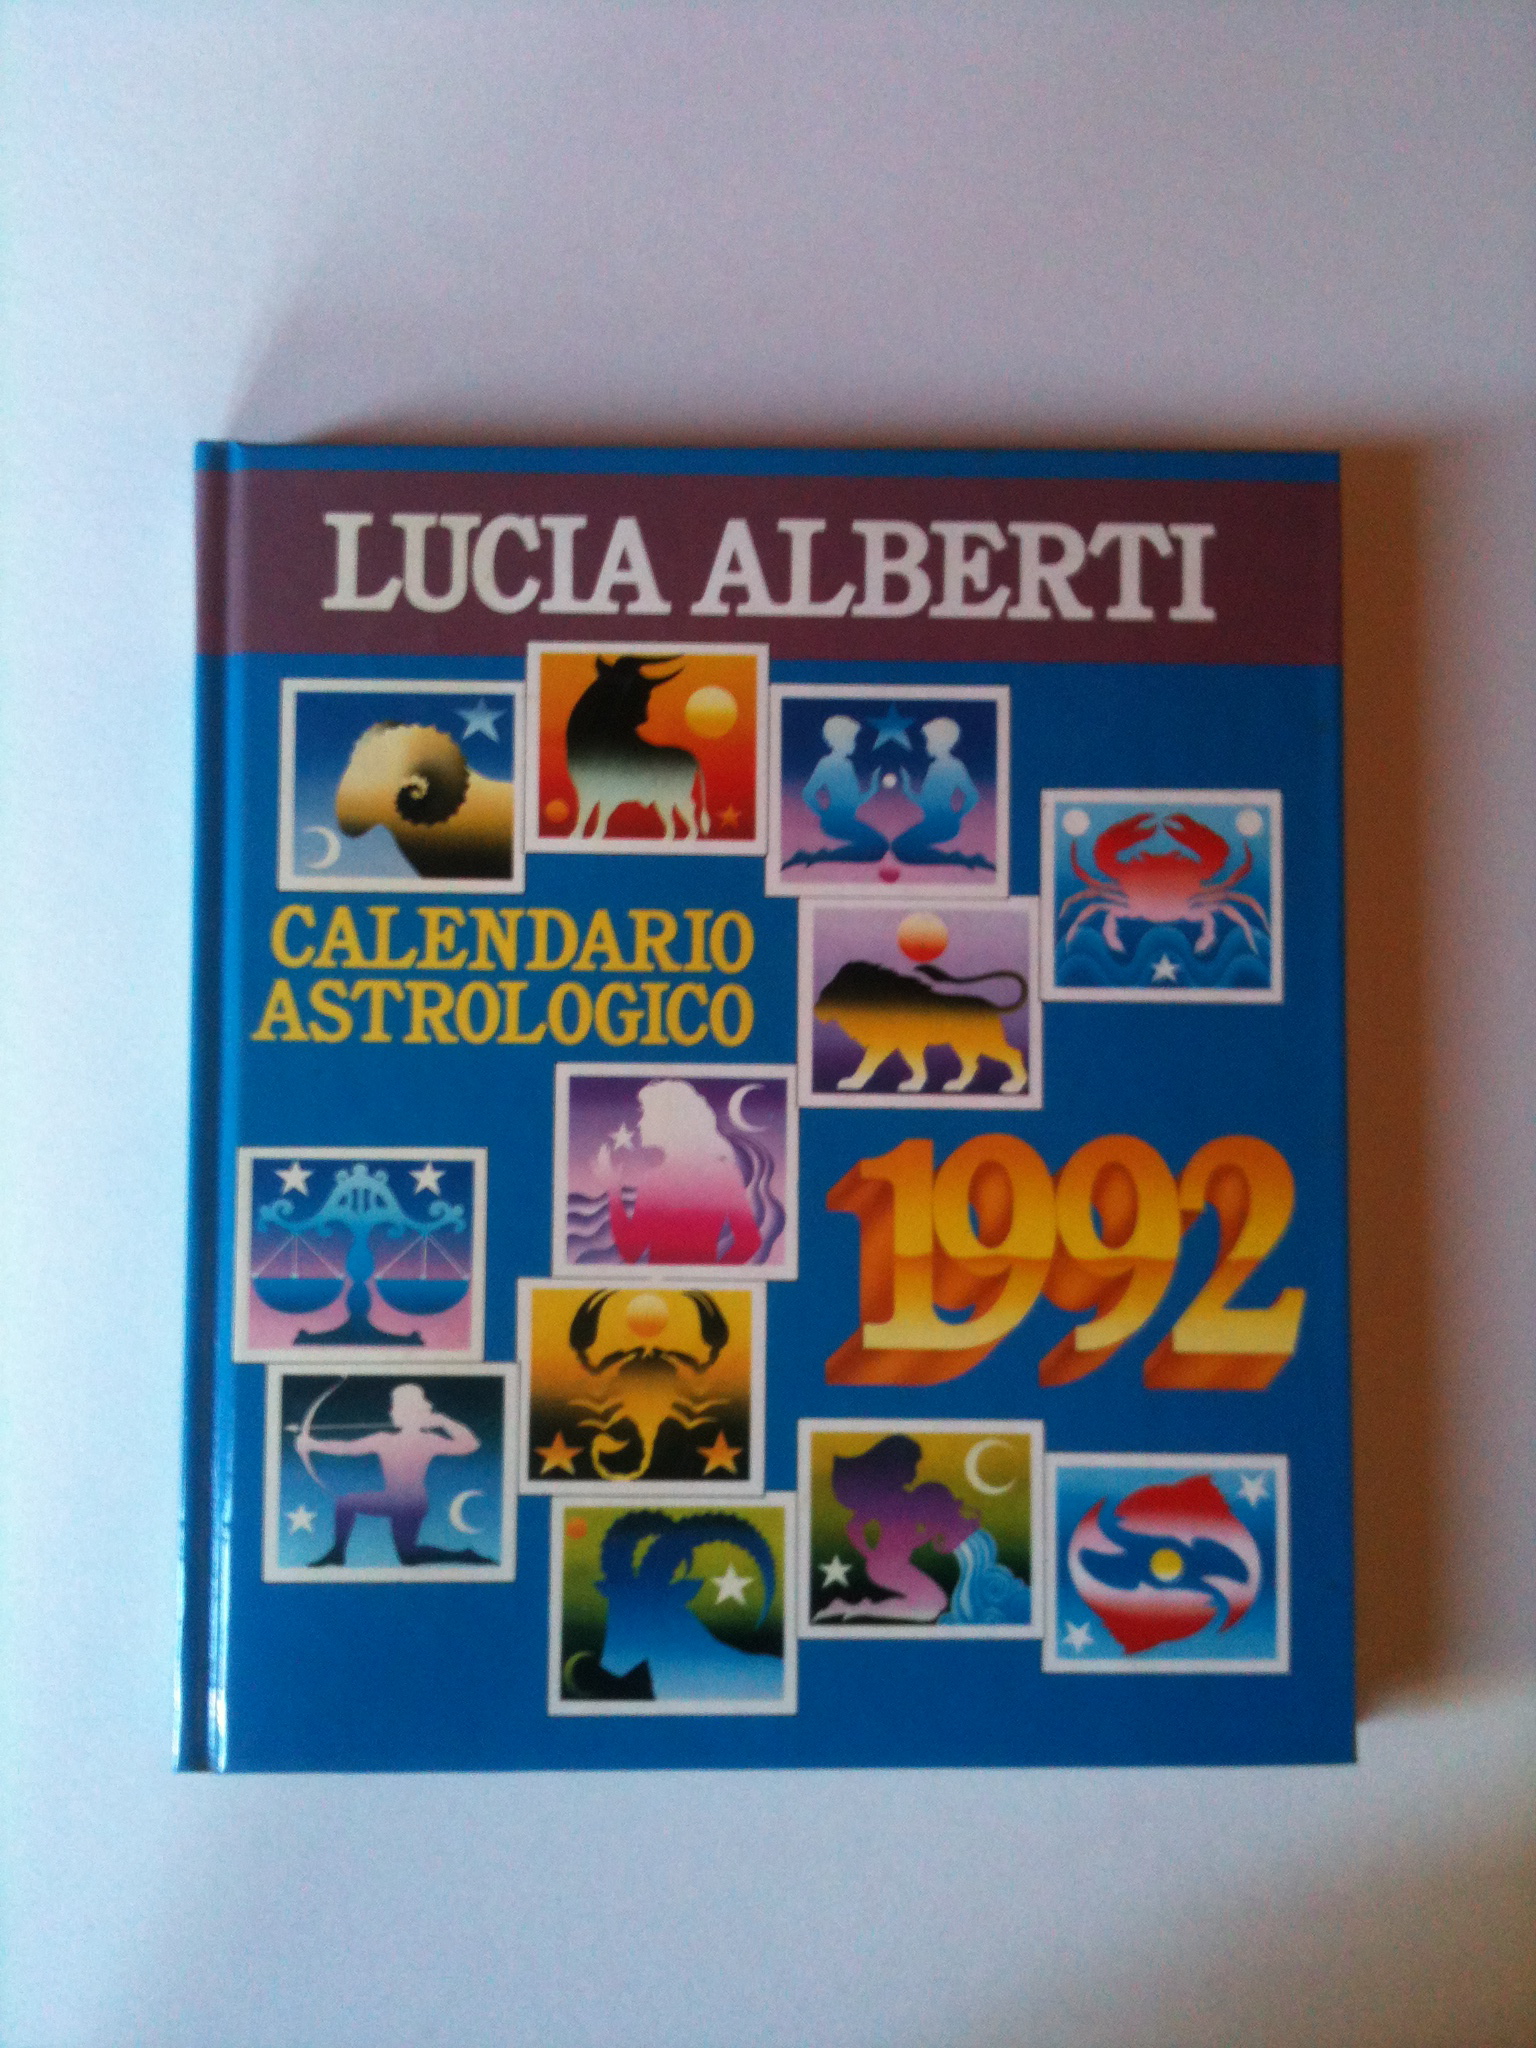 LUCIA ALBERTI
CALENDARIO
ASTROLOGICO
1992